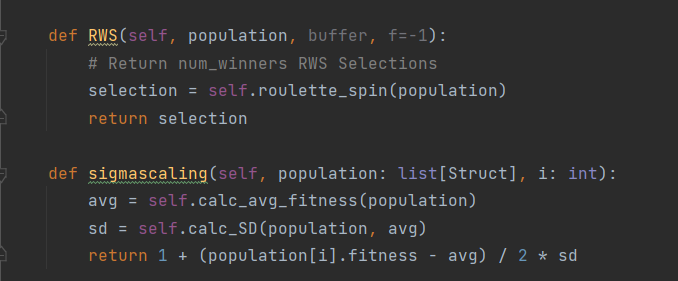 def RWS(self, population, buffer, f=-1):
# Return num_winners RWS Selections
selection = self.roulette_spin(population)
return selection
def sigmascaling(self, population: list[Struct], i: int):
avg = self.calc_avg_fitness(population)
sd = self.calc_SD(population, avg)
return 1 + (population[i].fitness - avg) / 2 * sd